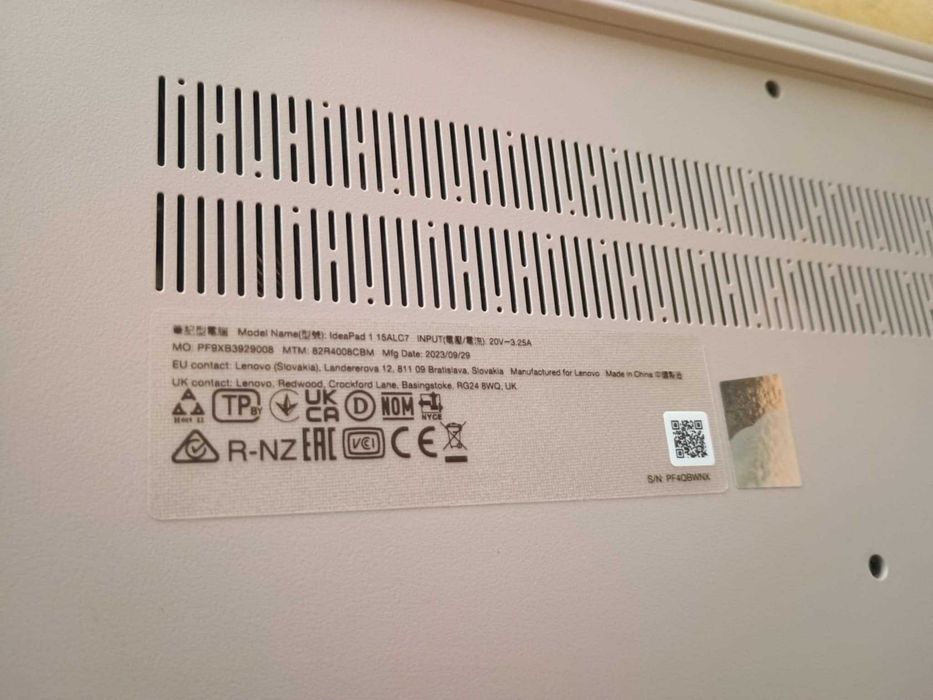 筆記型電腦 Model Name(型號): IdeaPad 1 15ALC7 INPUT(電壓/電流): 20V⎓3.25A
MO: PF9XB3929008 MTM: 82R4008CBM Mfg Date: 2023/09/29
EU contact: Lenovo (Slovakia), Landererova 12, 811 09 Bratislava, Slovakia Manufactured for Lenovo Made in China 中國製造
UK contact: Lenovo, Redwood, Crockford Lane, Basingstoke, RG24 8WQ, UK
TP BY UK CA D NOM NYCE
R-NZ EAC VCI CE
S/N: PF4QBWNX